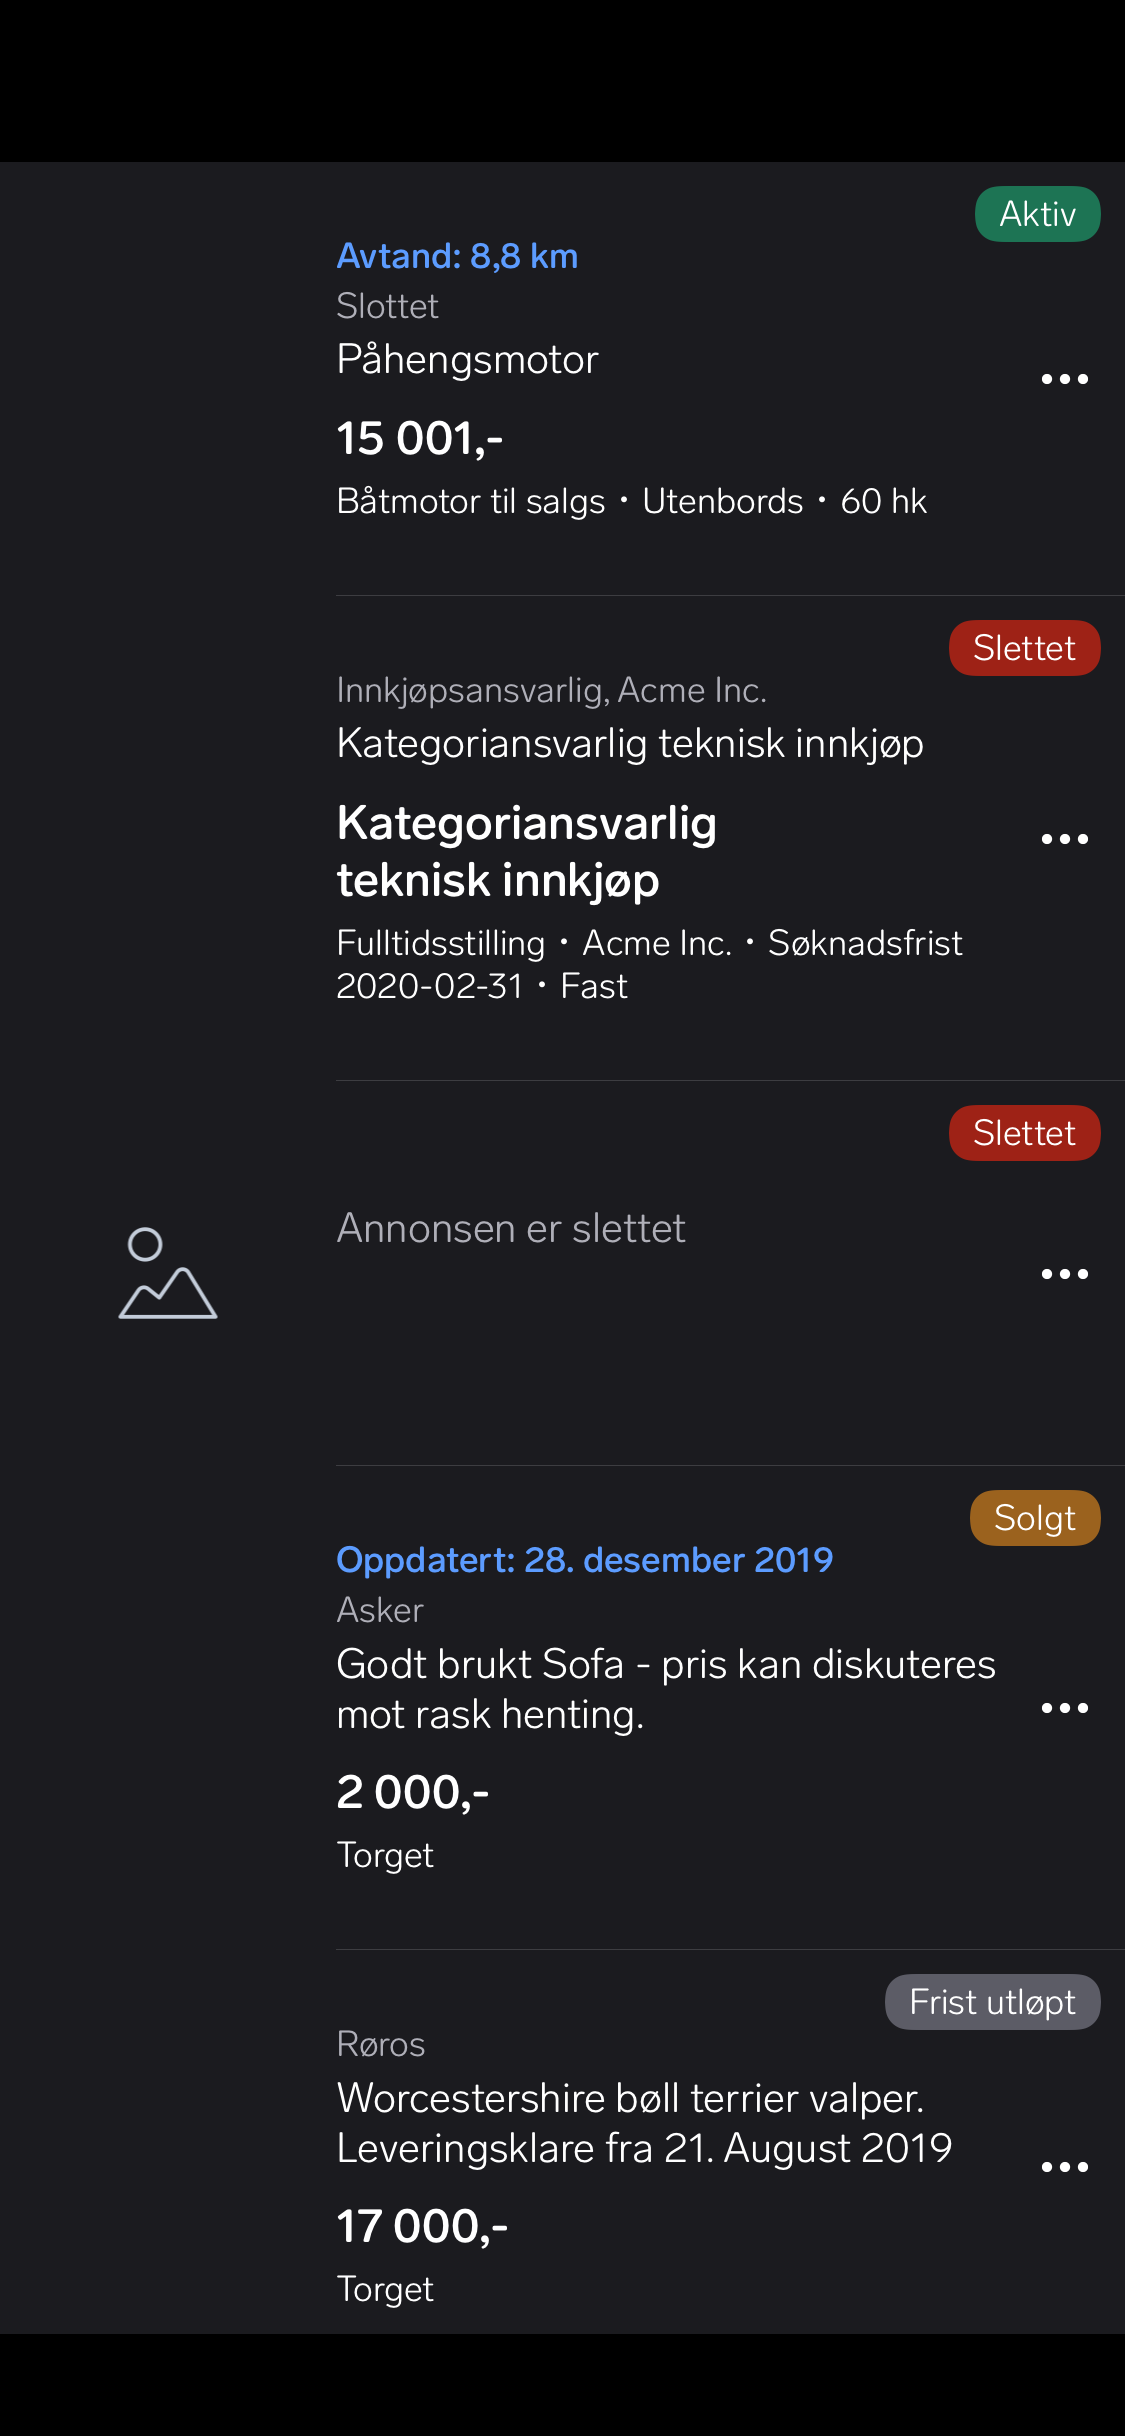 Aktiv
Avtand: 8,8 km
Slottet
Påhengsmotor
15 001,-
Båtmotor til salgs • Utenbords • 60 hk
Slettet
Innkjøpsansvarlig, Acme Inc.
Kategoriansvarlig teknisk innkjøp
Kategoriansvarlig
teknisk innkjøp
Fulltidsstilling • Acme Inc. • Søknadsfrist
2020-02-31 • Fast
Slettet
Annonsen er slettet
Solgt
Oppdatert: 28. desember 2019
Asker
Godt brukt Sofa - pris kan diskuteres
mot rask henting.
2 000,-
Torget
Frist utløpt
Røros
Worcestershire bøll terrier valper.
Leveringsklare fra 21. August 2019
17 000,-
Torget